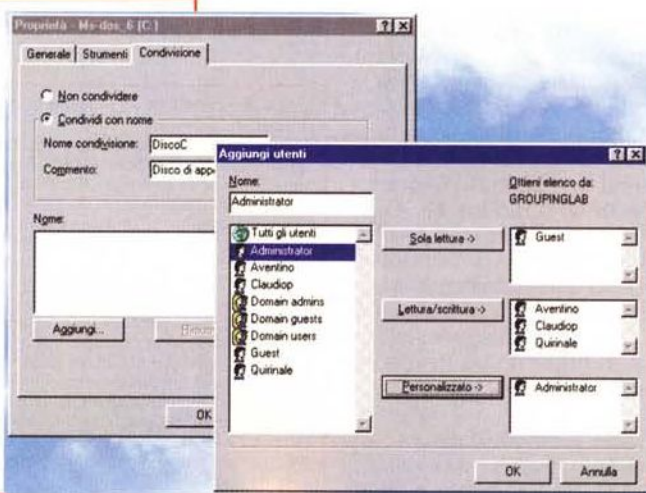 Proprietà - Ms-dos_6 (C:)
Generale
Strumenti
Condivisione
Non condividere
Condividi con nome
Nome condivisione:
DiscoC
Commento:
Disco di
Nome:
Aggiungi...
OK
Aggiungi utenti
Nome:
Administrator
Ottieni elenco da:
GROUPINGLAB
Tutti gli utenti
Administrator
Aventino
Claudiop
Domain admins
Domain guests
Domain users
Guest
Quirinale
Sola lettura ->
Guest
Lettura/scrittura ->
Aventino
Claudiop
Quirinale
Personalizzato ->
Administrator
OK
Annulla